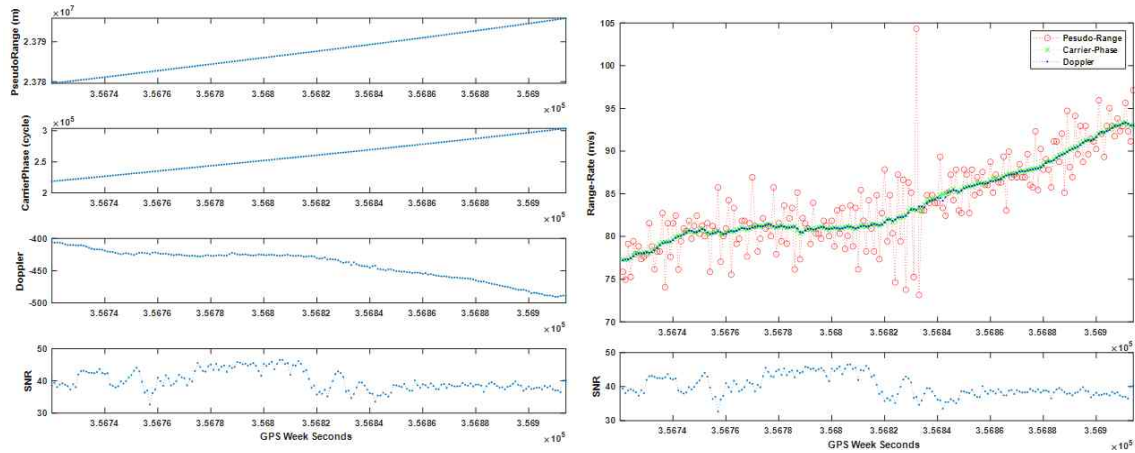 ×10⁷
2.379
2.378
PseudoRange (m)
3.5674 3.5676 3.5678 3.568 3.5682 3.5684 3.5686 3.5688 3.569
×10⁵
×10⁵
3
2.5
2
CarrierPhase (cycle)
3.5674 3.5676 3.5678 3.568 3.5682 3.5684 3.5686 3.5688 3.569
×10⁵
-400
-450
-500
Doppler
3.5674 3.5676 3.5678 3.568 3.5682 3.5684 3.5686 3.5688 3.569
×10⁵
50
40
30
SNR
3.5674 3.5676 3.5678 3.568 3.5682 3.5684 3.5686 3.5688 3.569
GPS Week Seconds
×10⁵
105
100
95
90
85
80
75
70
Range-Rate (m/s)
Pesudo-Range
Carrier-Phase
Doppler
3.5674 3.5676 3.5678 3.568 3.5682 3.5684 3.5686 3.5688 3.569
×10⁵
50
40
30
SNR
3.5674 3.5676 3.5678 3.568 3.5682 3.5684 3.5686 3.5688 3.569
GPS Week Seconds
×10⁵